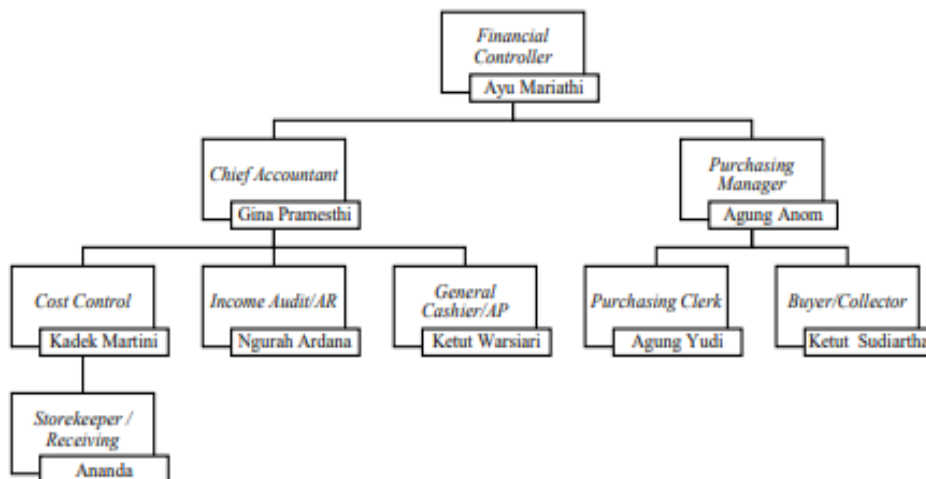 Financial
Controller
Ayu Mariathi
Chief Accountant
Gina Pramesthi
Purchasing
Manager
Agung Anom
Cost Control
Kadek Martini
Income Audit/AR
Ngurah Ardana
General
Cashier/AP
Ketut Warsiari
Purchasing Clerk
Agung Yudi
Buyer/Collector
Ketut Sudiartha
Storekeeper /
Receiving
Ananda